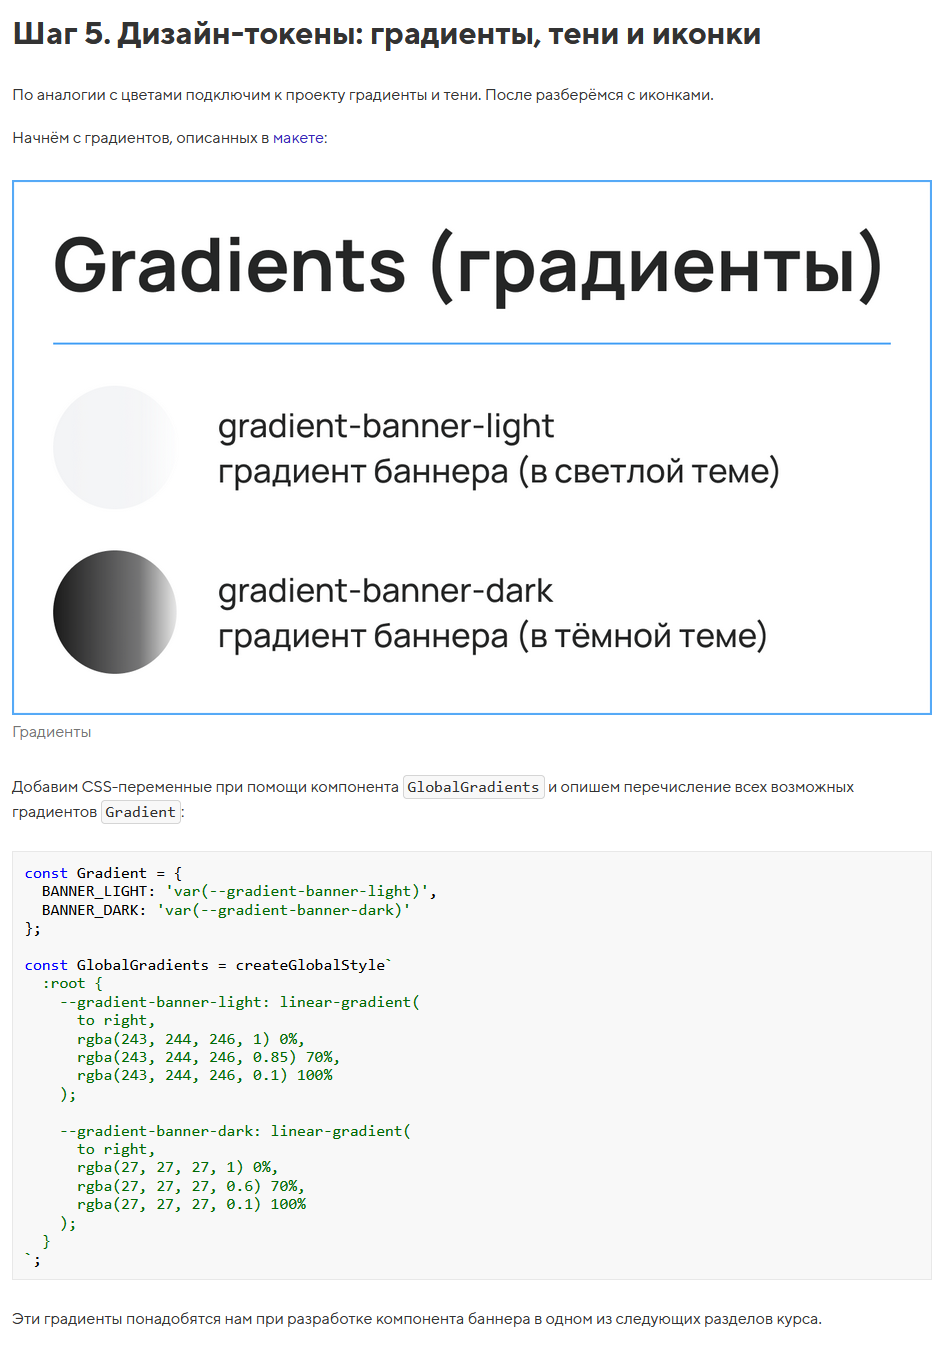 Шаг 5. Дизайн-токены: градиенты, тени и иконки
По аналогии с цветами подключим к проекту градиенты и тени. После разберёмся с иконками.
Начнём с градиентов, описанных в макете:
Gradients (градиенты)
gradient-banner-light
градиент баннера (в светлой теме)
gradient-banner-dark
градиент баннера (в тёмной теме)
Градиенты
Добавим CSS-переменные при помощи компонента GlobalGradients и опишем перечисление всех возможных
градиентов Gradient:
const Gradient = {
  BANNER_LIGHT: 'var(--gradient-banner-light)',
  BANNER_DARK: 'var(--gradient-banner-dark)'
};
const GlobalGradients = createGlobalStyle`
  :root {
    --gradient-banner-light: linear-gradient(
      to right,
      rgba(243, 244, 246, 1) 0%,
      rgba(243, 244, 246, 0.85) 70%,
      rgba(243, 244, 246, 0.1) 100%
    );
    --gradient-banner-dark: linear-gradient(
      to right,
      rgba(27, 27, 27, 1) 0%,
      rgba(27, 27, 27, 0.6) 70%,
      rgba(27, 27, 27, 0.1) 100%
    );
  }
`;
Эти градиенты понадобятся нам при разработке компонента баннера в одном из следующих разделов курса.